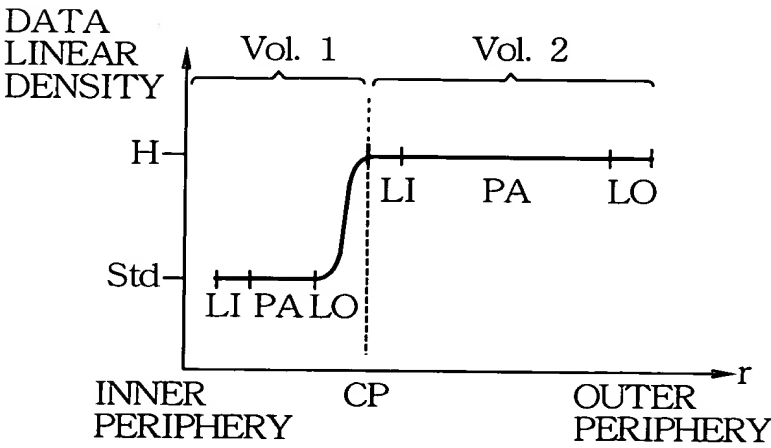 DATA
LINEAR
DENSITY
Vol. 1
Vol. 2
H
LI
PA
LO
Std
LI PA LO
r
INNER
PERIPHERY
CP
OUTER
PERIPHERY